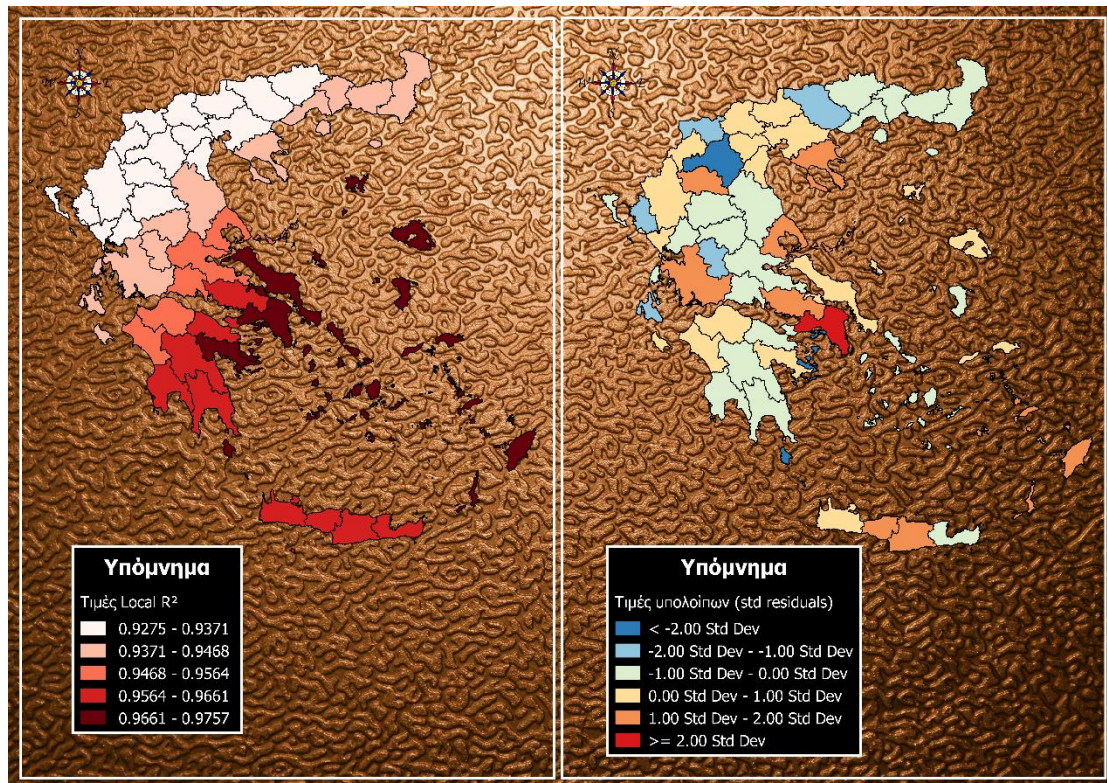 Υπόμνημα
Τιμές Local R²
0.9275 - 0.9371
0.9371 - 0.9468
0.9468 - 0.9564
0.9564 - 0.9661
0.9661 - 0.9757
Υπόμνημα
Τιμές υπολοίπων (std residuals)
< -2.00 Std Dev
-2.00 Std Dev - -1.00 Std Dev
-1.00 Std Dev - 0.00 Std Dev
0.00 Std Dev - 1.00 Std Dev
1.00 Std Dev - 2.00 Std Dev
>= 2.00 Std Dev